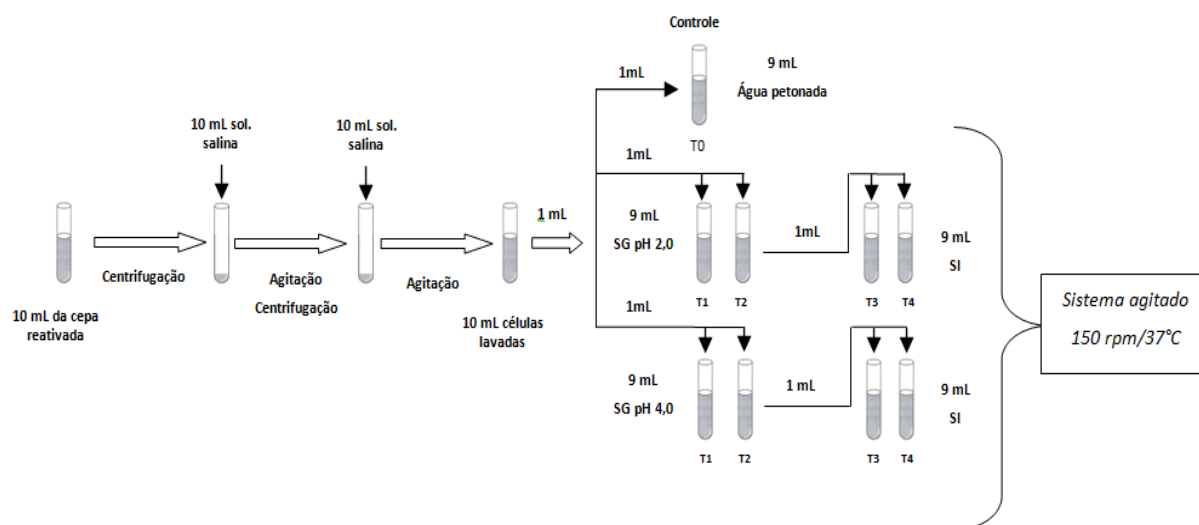 10 mL da cepa
reativada
Centrifugação
10 mL sol.
salina
Agitação
Centrifugação
10 mL sol.
salina
Agitação
10 mL células
lavadas
1 mL
Controle
1mL
9 mL
Água petonada
T0
1mL
9 mL
SG pH 2,0
T1
T2
1mL
T3
T4
9 mL
SI
1mL
9 mL
SG pH 4,0
T1
T2
1 mL
T3
T4
9 mL
SI
Sistema agitado
150 rpm/37°C